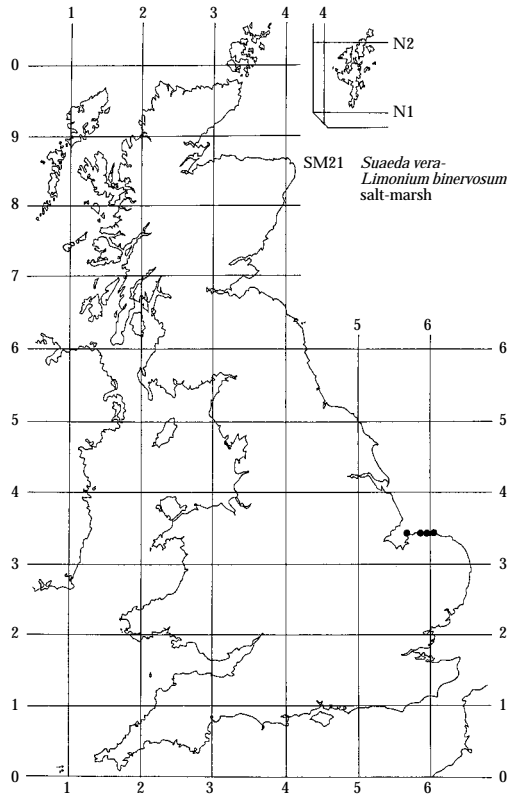 1 2 3 4 4
N2
0
N1
9
SM21 Suaeda vera-
Limonium binervosum
salt-marsh
8
7
5 6
6 6
5 5
4 4
3 3
2 2
1 1
0 0
1 2 3 4 5 6